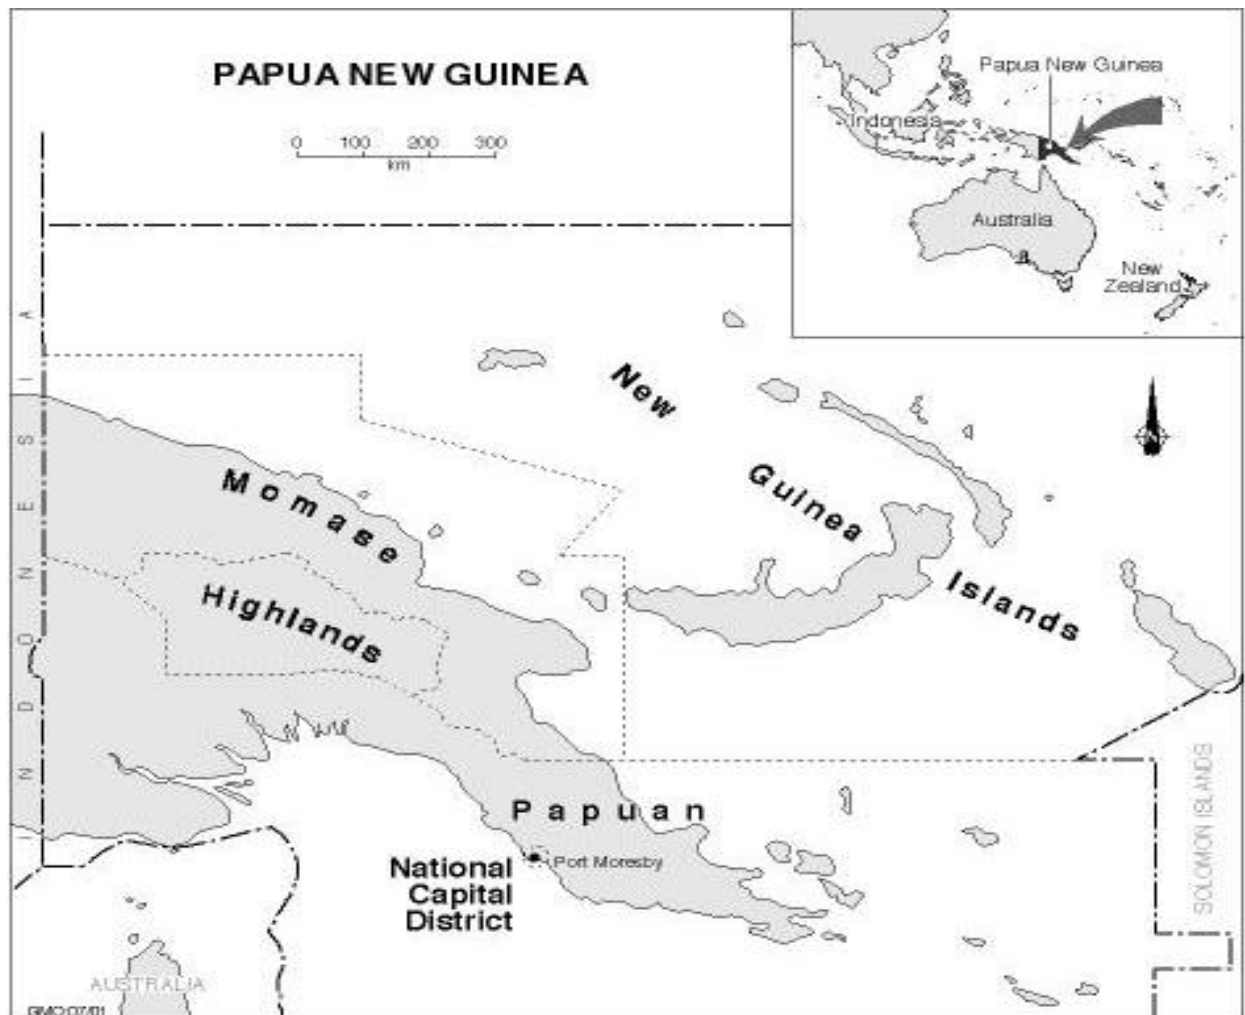 PAPUA NEW GUINEA
0 100 200 300
km
Papua New Guinea
Indonesia
Australia
New
Zealand
INDONESIA
New
Guinea
Islands
Momase
Highlands
Papuan
Port Moresby
National
Capital
District
SOLOMON ISLANDS
AUSTRALIA
N